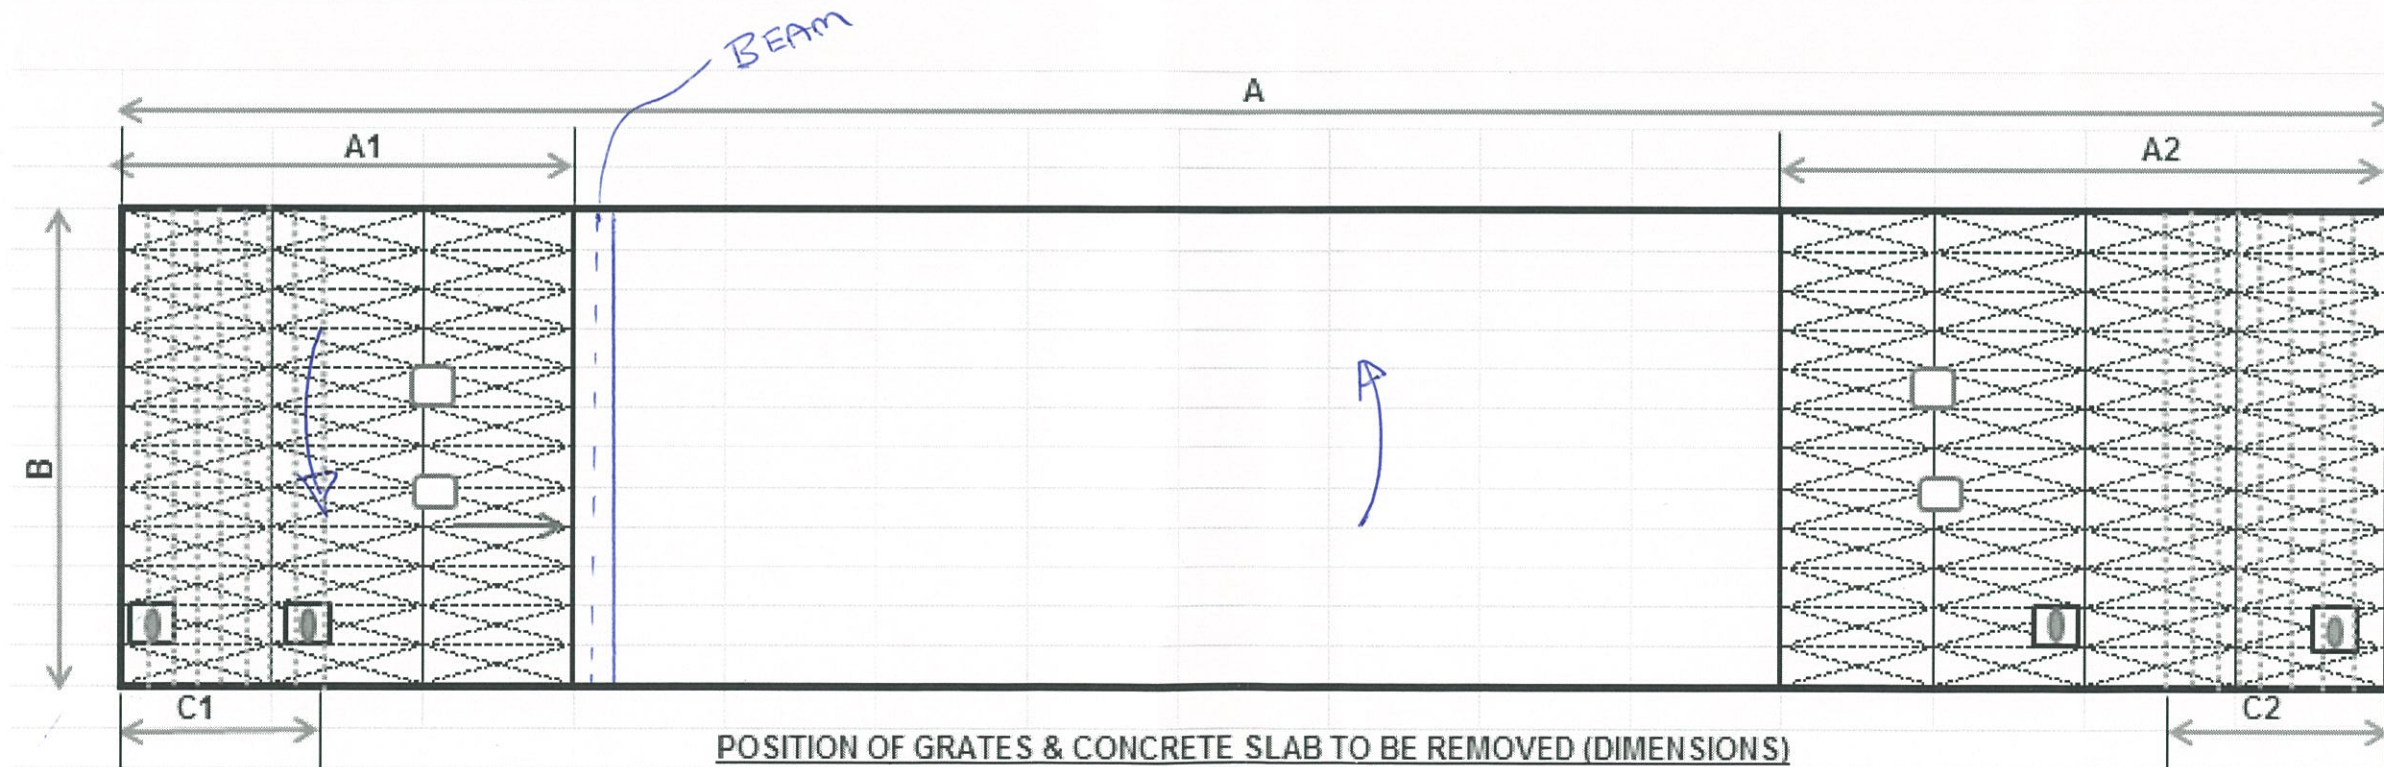 BEAM
A
A1
A2
B
C1
C2
POSITION OF GRATES & CONCRETE SLAB TO BE REMOVED (DIMENSIONS)